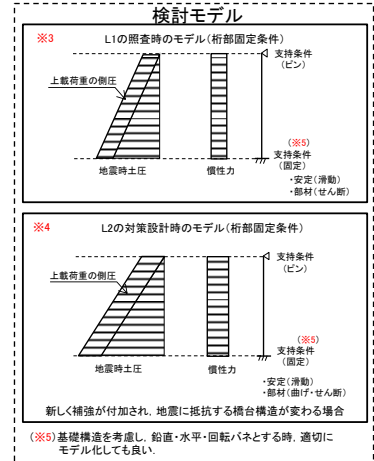 検討モデル
※3 L1の照査時のモデル(桁部固定条件)
支持条件
(ピン)
上載荷重の側圧
(※5)
支持条件
(固定)
地震時土圧
慣性力
・安定(滑動)
・部材(せん断)
※4 L2の対策設計時のモデル(桁部固定条件)
支持条件
(ピン)
上載荷重の側圧
(※5)
支持条件
(固定)
地震時土圧
慣性力
・安定(滑動)
・部材(曲げ・せん断)
新しく補強が付加され，地震に抵抗する橋台構造が変わる場合
(※5)基礎構造を考慮し，鉛直・水平・回転バネとする時，適切に
モデル化しても良い．